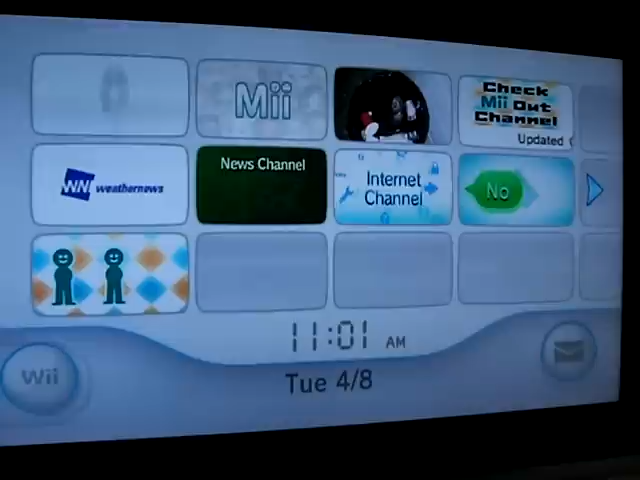 Mii
Check
Mii Out
Channel
Updated
WN weathernews
News Channel
Internet
Channel
No
11:01 AM
Wii
Tue 4/8